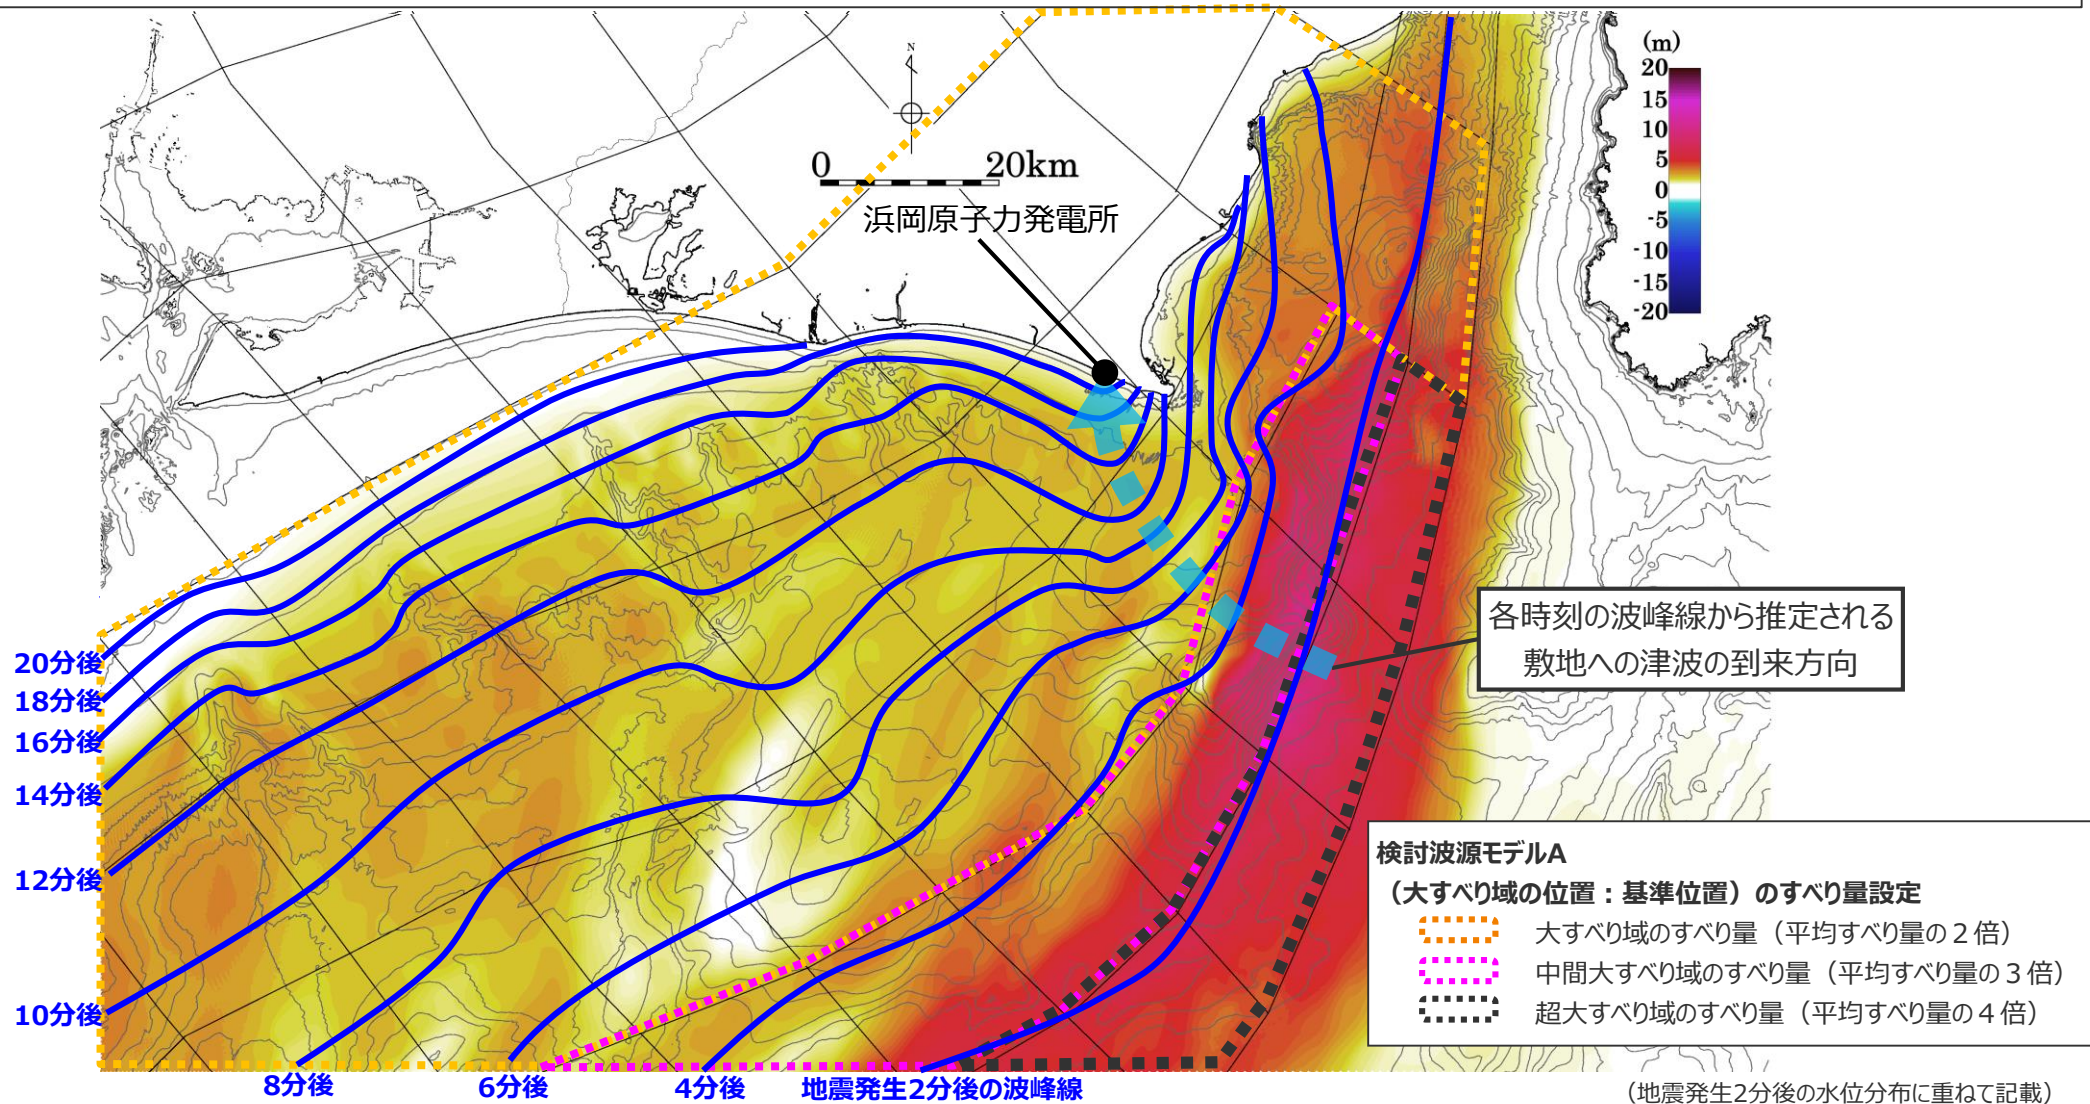 (m)
20
15
10
5
0
-5
-10
-15
-20
N
0 20km
浜岡原子力発電所
各時刻の波峰線から推定される
敷地への津波の到来方向
20分後
18分後
16分後
14分後
12分後
10分後
8分後
6分後
4分後
地震発生2分後の波峰線
検討波源モデルA
（大すべり域の位置：基準位置）のすべり量設定
大すべり域のすべり量（平均すべり量の２倍）
中間大すべり域のすべり量（平均すべり量の３倍）
超大すべり域のすべり量（平均すべり量の４倍）
（地震発生2分後の水位分布に重ねて記載）